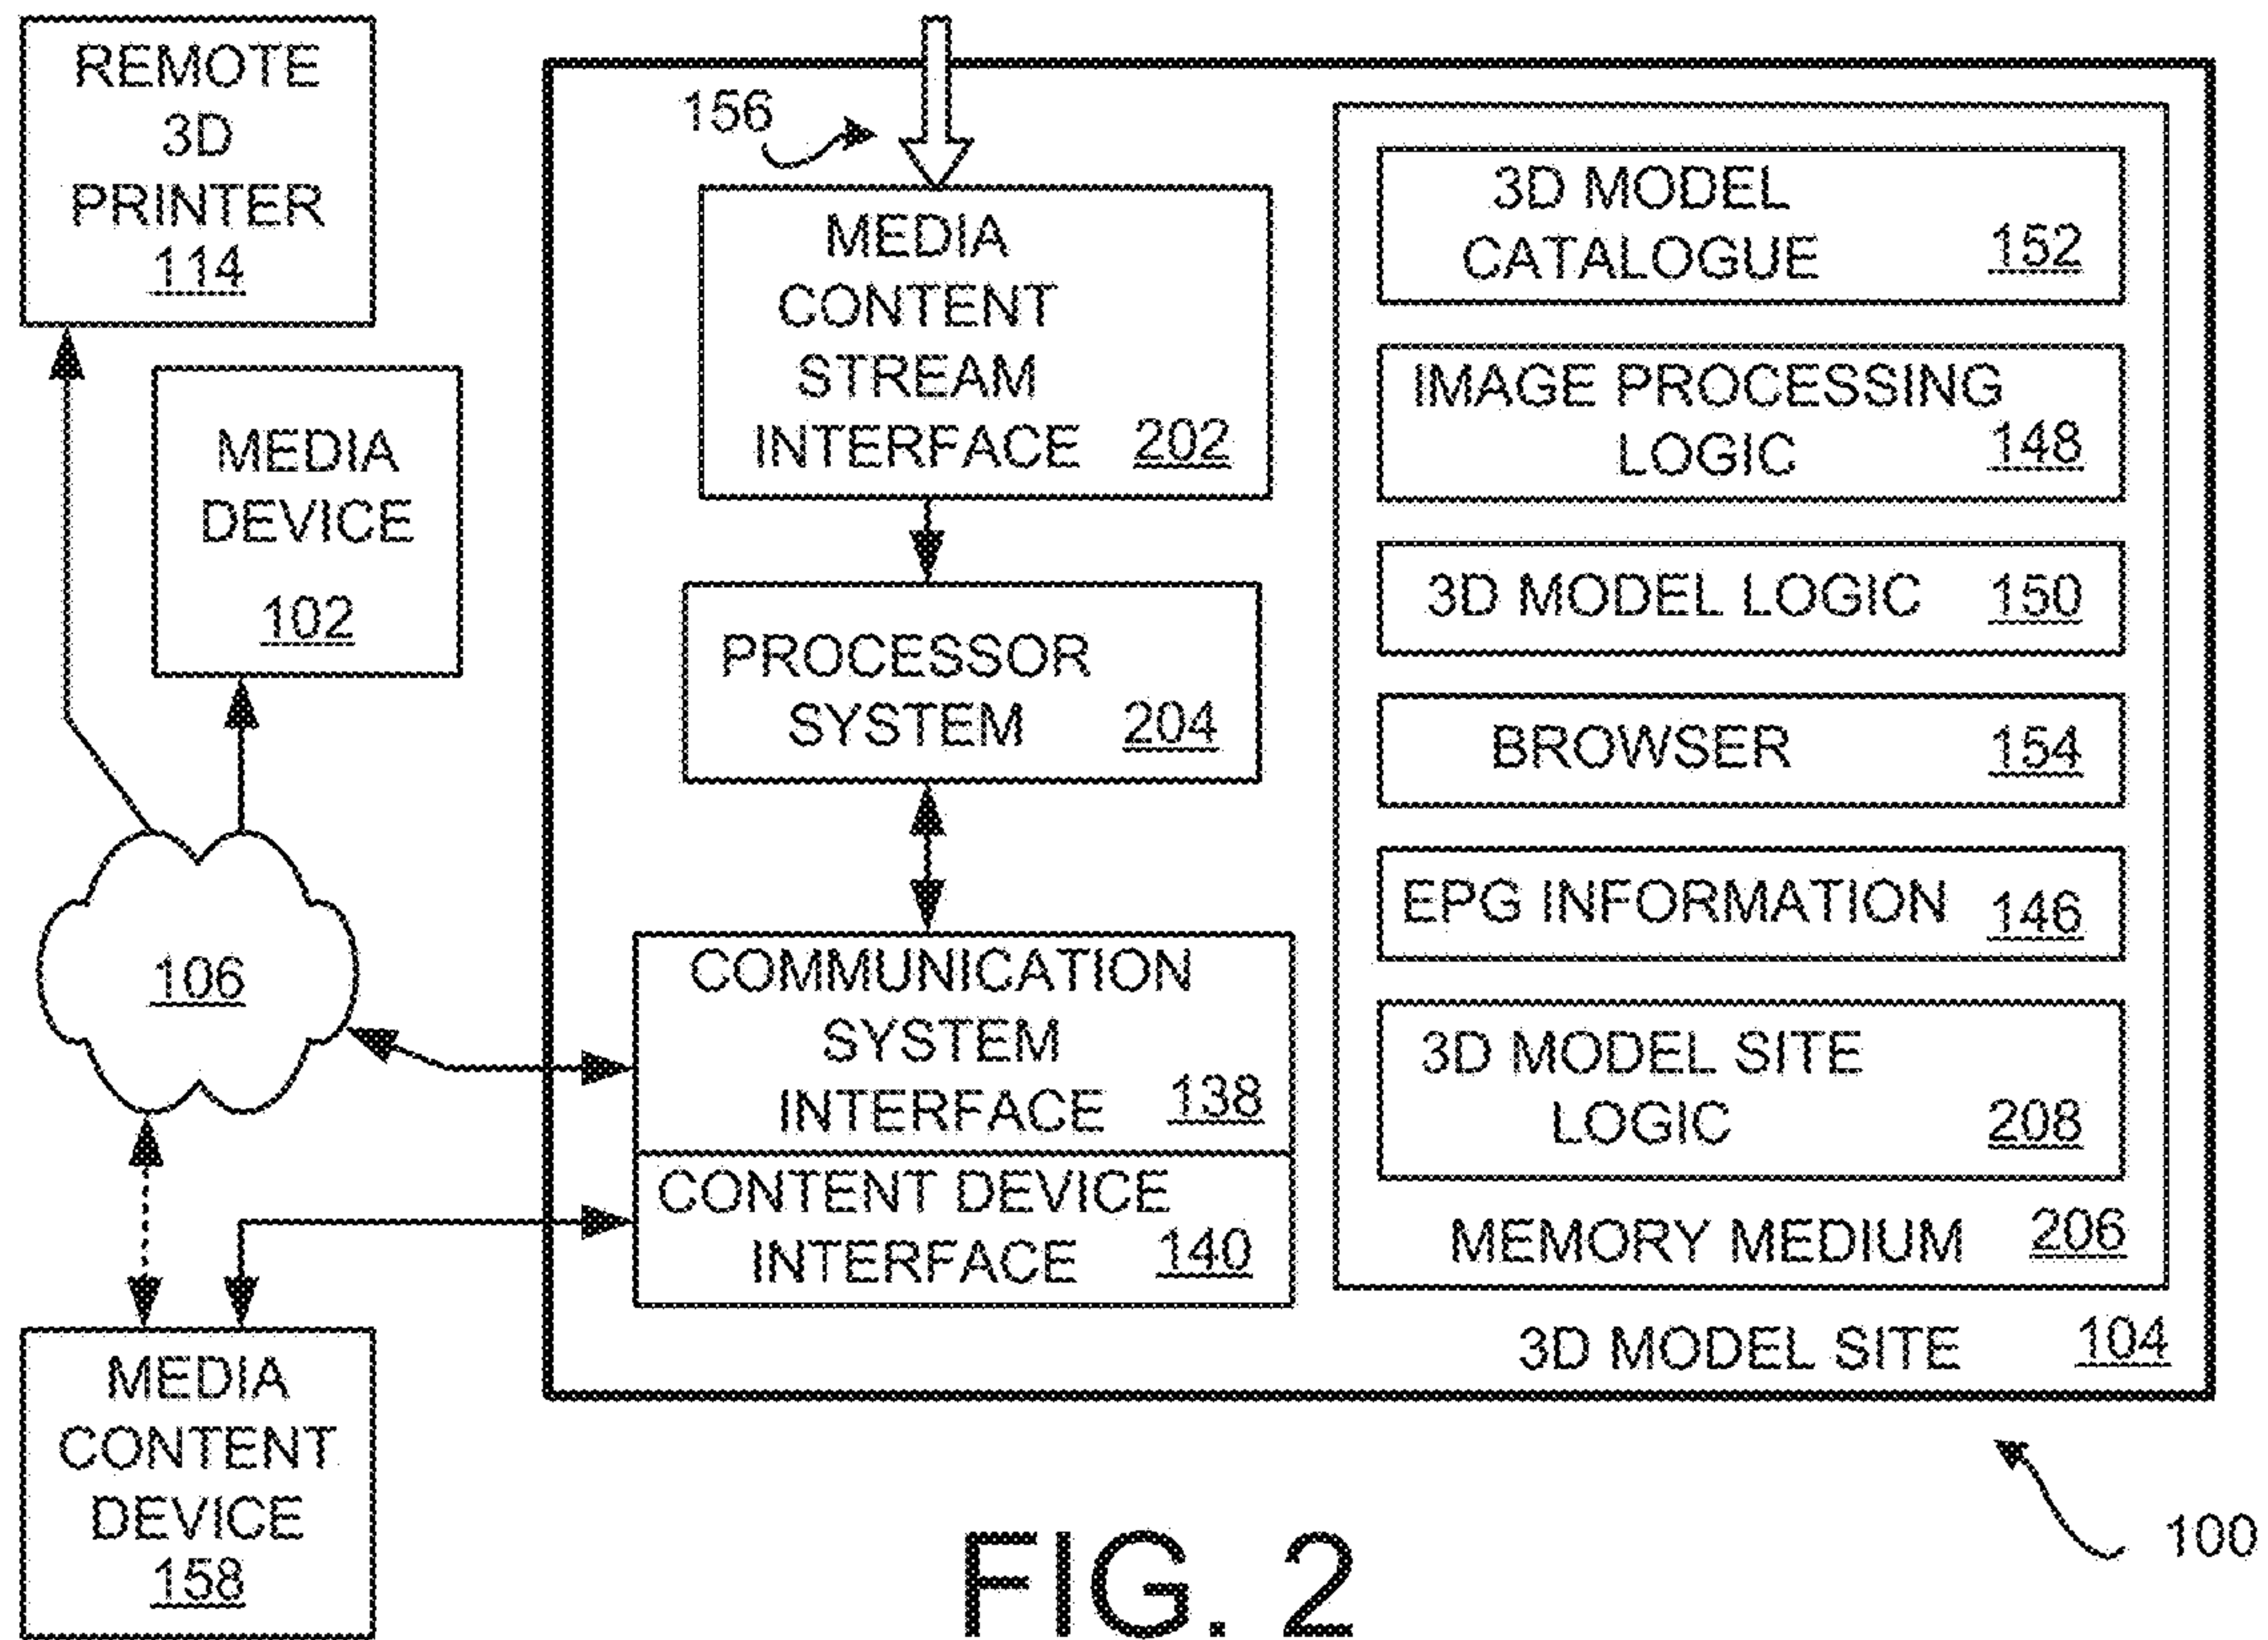 REMOTE
3D
PRINTER
114
MEDIA
DEVICE
102
106
MEDIA
CONTENT
DEVICE
158
156
MEDIA
CONTENT
STREAM
INTERFACE 202
PROCESSOR
SYSTEM 204
COMMUNICATION
SYSTEM
INTERFACE 138
CONTENT DEVICE
INTERFACE 140
3D MODEL
CATALOGUE 152
IMAGE PROCESSING
LOGIC 148
3D MODEL LOGIC 150
BROWSER 154
EPG INFORMATION 146
3D MODEL SITE
LOGIC 208
MEMORY MEDIUM 206
3D MODEL SITE 104
100
FIG. 2